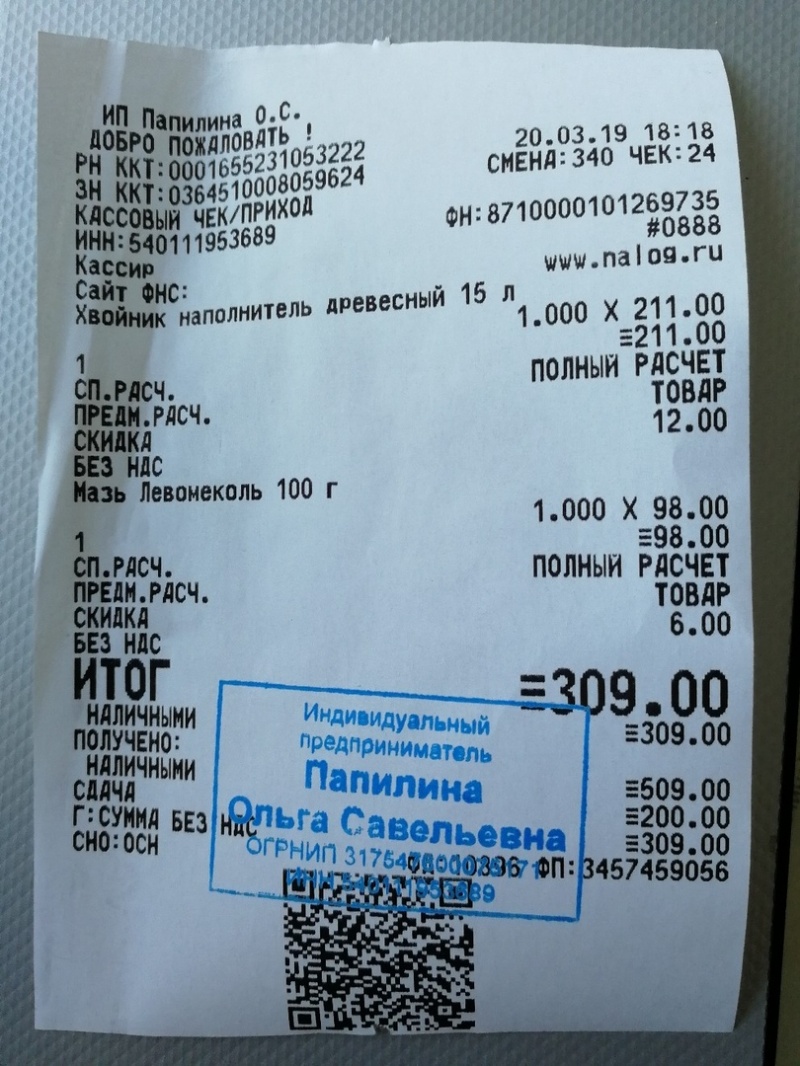 ИП Папилина О.С.
ДОБРО ПОЖАЛОВАТЬ !
РН ККТ:0001655231053222 20.03.19 18:18
ЗН ККТ:0364510008059624 СМЕНА:340 ЧЕК:24
КАССОВЫЙ ЧЕК/ПРИХОД
ИНН:540111953689 ФН:8710000101269735
Кассир #0888
Сайт ФНС: www.nalog.ru
Хвойник наполнитель древесный 15 л
1.000 X 211.00
1 ≡211.00
СП.РАСЧ. ПОЛНЫЙ РАСЧЕТ
ПРЕДМ.РАСЧ. ТОВАР
СКИДКА 12.00
БЕЗ НДС
Мазь Левомеколь 100 г
1.000 X 98.00
1 ≡98.00
СП.РАСЧ. ПОЛНЫЙ РАСЧЕТ
ПРЕДМ.РАСЧ. ТОВАР
СКИДКА 6.00
БЕЗ НДС
ИТОГ ≡309.00
НАЛИЧНЫМИ ≡309.00
ПОЛУЧЕНО:
НАЛИЧНЫМИ ≡509.00
СДАЧА ≡200.00
Г:СУММА БЕЗ НДС ≡309.00
СНО:ОСН ФП:3457459056
Индивидуальный
предприниматель
Папилина
Ольга Савельевна
ОГРНИП
ИНН 540111953689